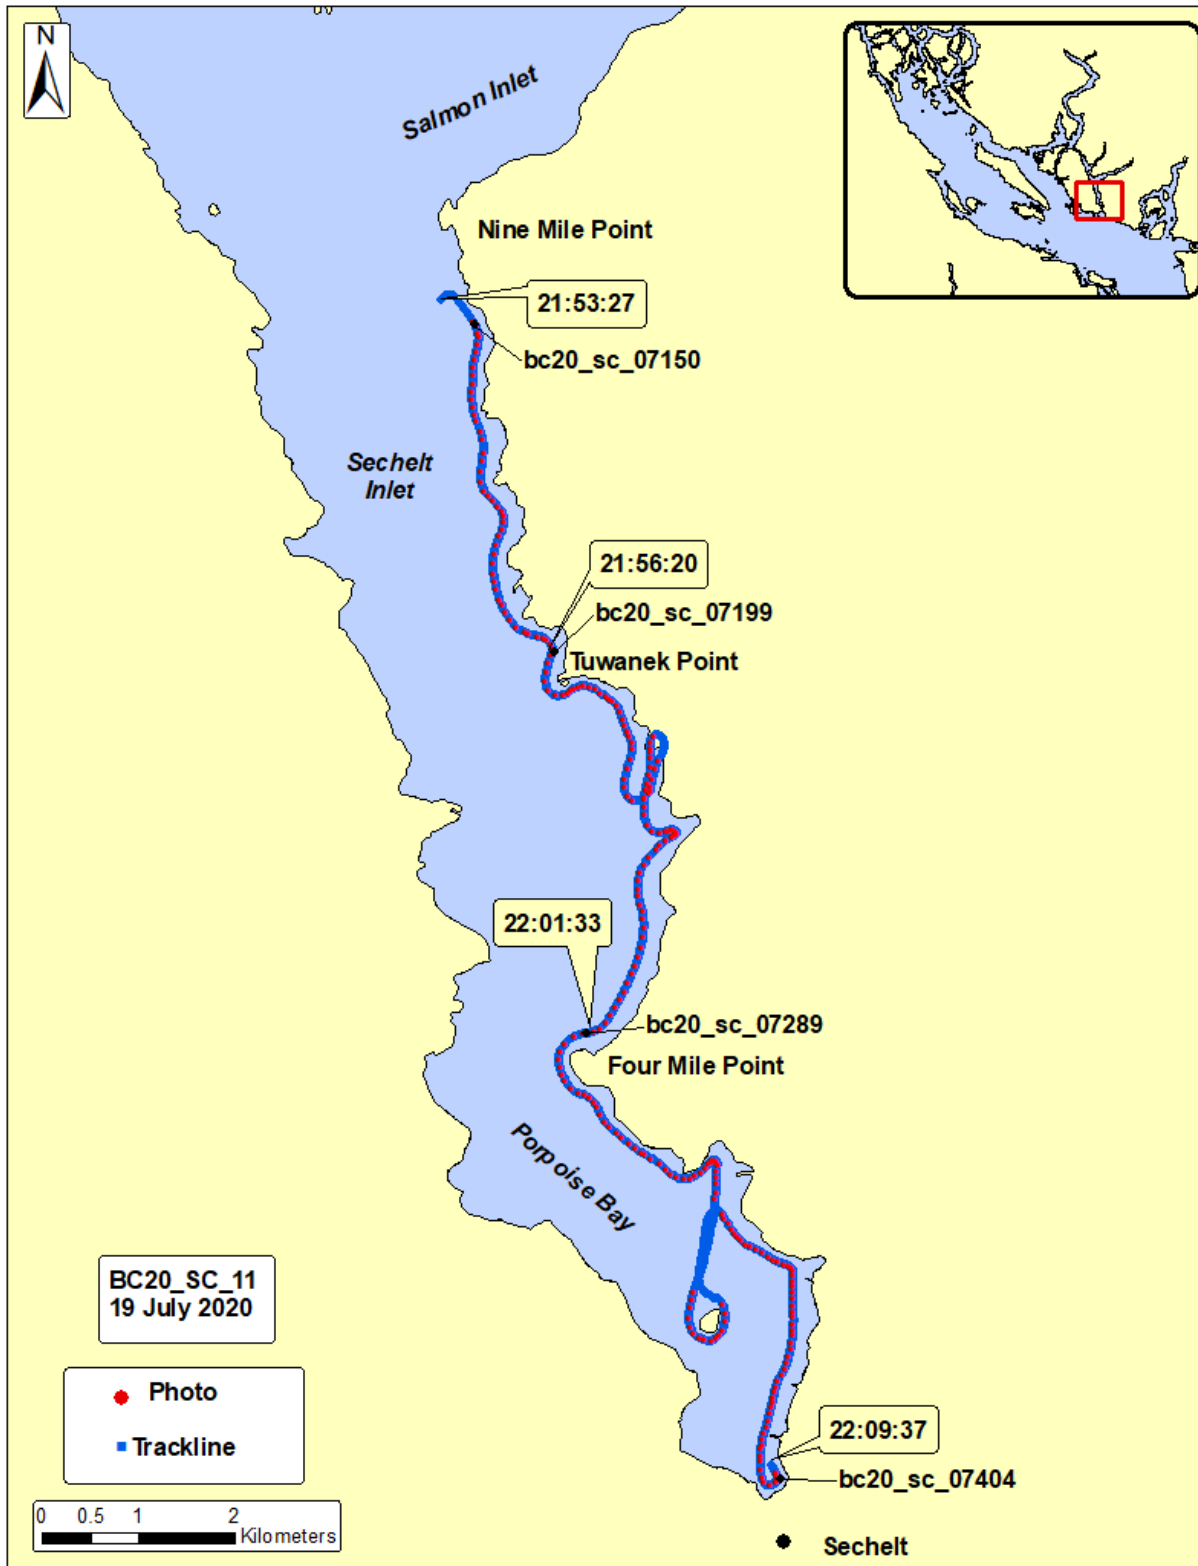 N
Salmon Inlet
Nine Mile Point
21:53:27
bc20_sc_07150
Sechelt
Inlet
21:56:20
bc20_sc_07199
Tuwanek Point
22:01:33
bc20_sc_07289
Four Mile Point
Porpoise Bay
BC20_SC_11
19 July 2020
Photo
Trackline
22:09:37
bc20_sc_07404
0 0.5 1 2
Kilometers
Sechelt